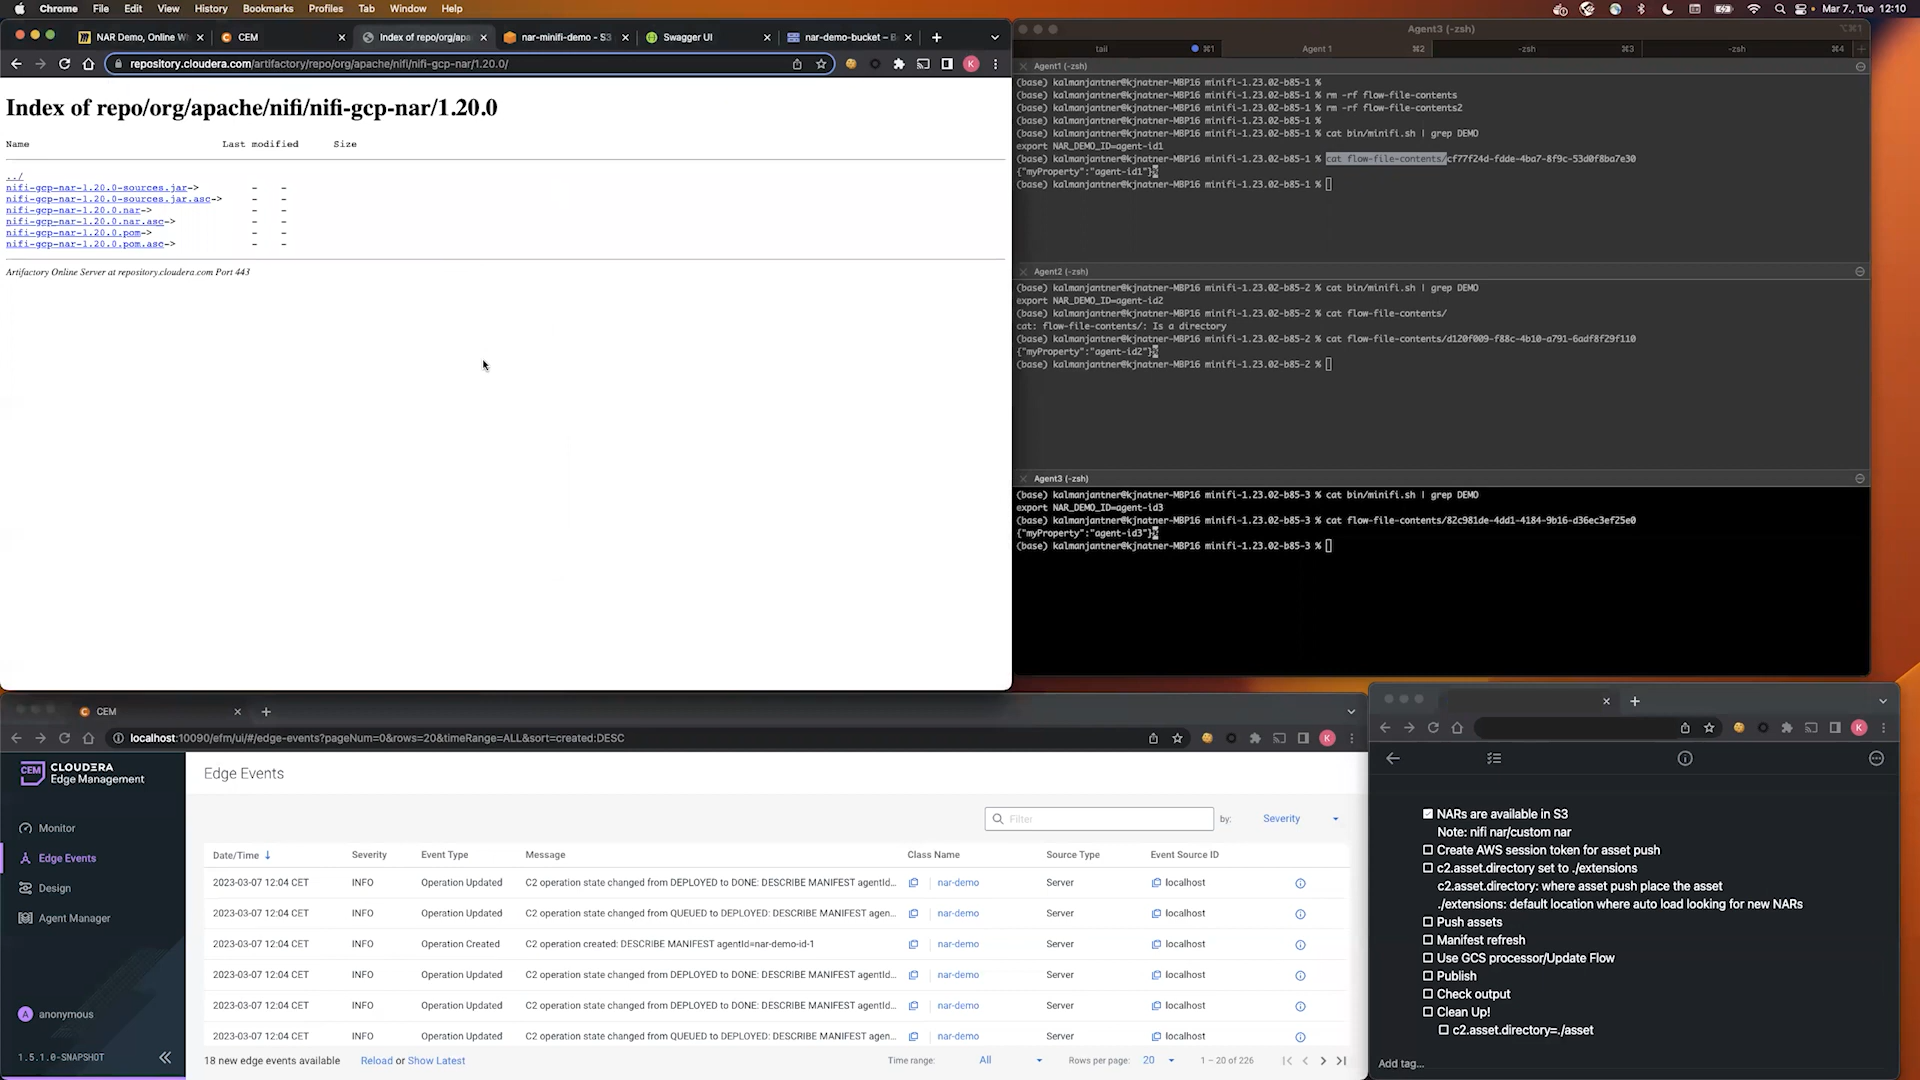 Chrome File Edit View History Bookmarks Profiles Tab Window Help
Mar 7., Tue 12:10
NAR Demo, Online W
CEM
Index of repo/org/apa
nar-minifi-demo - S3
Swagger UI
nar-demo-bucket – B
repository.cloudera.com/artifactory/repo/org/apache/nifi/nifi-gcp-nar/1.20.0/
K
Index of repo/org/apache/nifi/nifi-gcp-nar/1.20.0
Name Last modified Size
../
nifi-gcp-nar-1.20.0-sources.jar-> - -
nifi-gcp-nar-1.20.0-sources.jar.asc-> - -
nifi-gcp-nar-1.20.0.nar-> - -
nifi-gcp-nar-1.20.0.nar.asc-> - -
nifi-gcp-nar-1.20.0.pom-> - -
nifi-gcp-nar-1.20.0.pom.asc-> - -
Artifactory Online Server at repository.cloudera.com Port 443
Agent3 (-zsh)
⌥⌘1
tail ⌘1
Agent 1 ⌘2
-zsh ⌘3
-zsh ⌘4
Agent1 (-zsh)
(base) kalmanjantner@kjnatner-MBP16 minifi-1.23.02-b85-1 %
(base) kalmanjantner@kjnatner-MBP16 minifi-1.23.02-b85-1 % rm -rf flow-file-contents
(base) kalmanjantner@kjnatner-MBP16 minifi-1.23.02-b85-1 % rm -rf flow-file-contents2
(base) kalmanjantner@kjnatner-MBP16 minifi-1.23.02-b85-1 %
(base) kalmanjantner@kjnatner-MBP16 minifi-1.23.02-b85-1 % cat bin/minifi.sh | grep DEMO
export NAR_DEMO_ID=agent-id1
(base) kalmanjantner@kjnatner-MBP16 minifi-1.23.02-b85-1 % cat flow-file-contents/cf77f24d-fdde-4ba7-8f9c-53d0f8ba7e30
{"myProperty":"agent-id1"}%
(base) kalmanjantner@kjnatner-MBP16 minifi-1.23.02-b85-1 %
Agent2 (-zsh)
(base) kalmanjantner@kjnatner-MBP16 minifi-1.23.02-b85-2 % cat bin/minifi.sh | grep DEMO
export NAR_DEMO_ID=agent-id2
(base) kalmanjantner@kjnatner-MBP16 minifi-1.23.02-b85-2 % cat flow-file-contents/
cat: flow-file-contents/: Is a directory
(base) kalmanjantner@kjnatner-MBP16 minifi-1.23.02-b85-2 % cat flow-file-contents/d120f009-f88c-4b10-a791-6adf8f29f110
{"myProperty":"agent-id2"}%
(base) kalmanjantner@kjnatner-MBP16 minifi-1.23.02-b85-2 %
Agent3 (-zsh)
(base) kalmanjantner@kjnatner-MBP16 minifi-1.23.02-b85-3 % cat bin/minifi.sh | grep DEMO
export NAR_DEMO_ID=agent-id3
(base) kalmanjantner@kjnatner-MBP16 minifi-1.23.02-b85-3 % cat flow-file-contents/82c981de-4dd1-4184-9b16-d36ec3ef25e0
{"myProperty":"agent-id3"}%
(base) kalmanjantner@kjnatner-MBP16 minifi-1.23.02-b85-3 %
CEM
localhost:10090/efm/ui/#/edge-events?pageNum=0&rows=20&timeRange=ALL&sort=created:DESC
K
CEM CLOUDERA
Edge Management
Monitor
Edge Events
Design
Agent Manager
A anonymous
1.5.1.0-SNAPSHOT
Edge Events
Filter by: Severity
Date/Time Severity Event Type Message Class Name Source Type Event Source ID
2023-03-07 12:04 CET INFO Operation Updated C2 operation state changed from DEPLOYED to DONE: DESCRIBE MANIFEST agentId... nar-demo Server localhost
2023-03-07 12:04 CET INFO Operation Updated C2 operation state changed from QUEUED to DEPLOYED: DESCRIBE MANIFEST agen... nar-demo Server localhost
2023-03-07 12:04 CET INFO Operation Created C2 operation created: DESCRIBE MANIFEST agentId=nar-demo-id-1 nar-demo Server localhost
2023-03-07 12:04 CET INFO Operation Updated C2 operation state changed from DEPLOYED to DONE: DESCRIBE MANIFEST agentId... nar-demo Server localhost
2023-03-07 12:04 CET INFO Operation Updated C2 operation state changed from DEPLOYED to DONE: DESCRIBE MANIFEST agentId... nar-demo Server localhost
2023-03-07 12:04 CET INFO Operation Updated C2 operation state changed from QUEUED to DEPLOYED: DESCRIBE MANIFEST agen... nar-demo Server localhost
18 new edge events available Reload or Show Latest Time range: All Rows per page: 20 1 – 20 of 226
K
NARs are available in S3
Note: nifi nar/custom nar
Create AWS session token for asset push
c2.asset.directory set to ./extensions
c2.asset.directory: where asset push place the asset
./extensions: default location where auto load looking for new NARs
Push assets
Manifest refresh
Use GCS processor/Update Flow
Publish
Check output
Clean Up!
c2.asset.directory=./asset
Add tag...